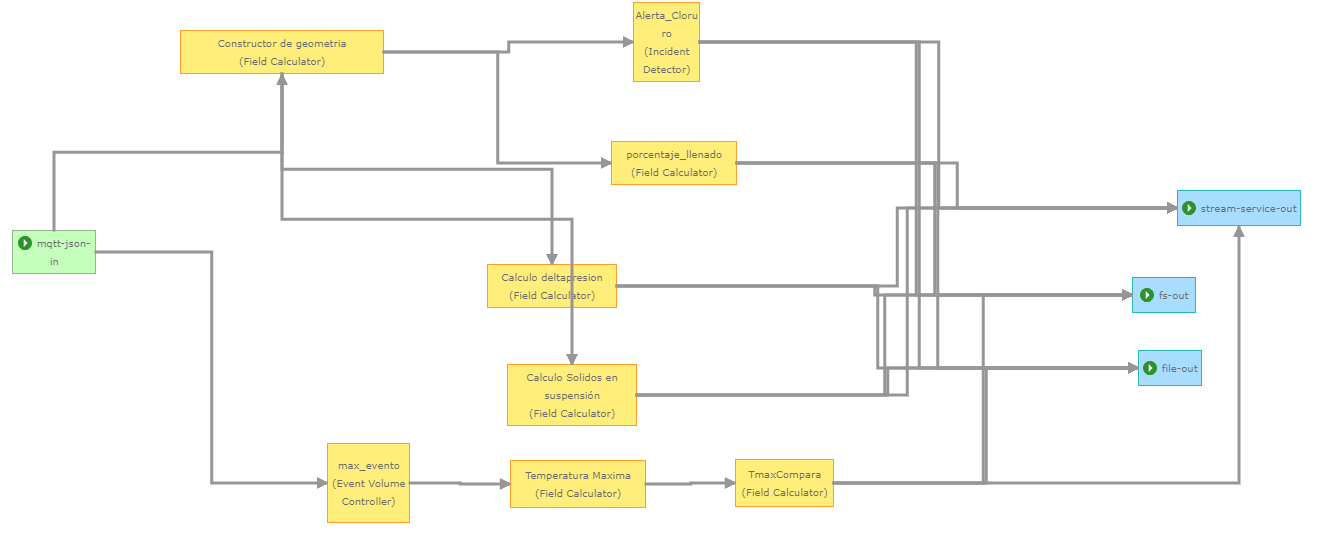 Constructor de geometria
(Field Calculator)
Alerta_Cloru
ro
(Incident
Detector)
porcentaje_llenado
(Field Calculator)
mqtt-json-
in
stream-service-out
Calculo deltapresion
(Field Calculator)
fs-out
Calculo Solidos en
suspensión
(Field Calculator)
file-out
max_evento
(Event Volume
Controller)
Temperatura Maxima
(Field Calculator)
TmaxCompara
(Field Calculator)